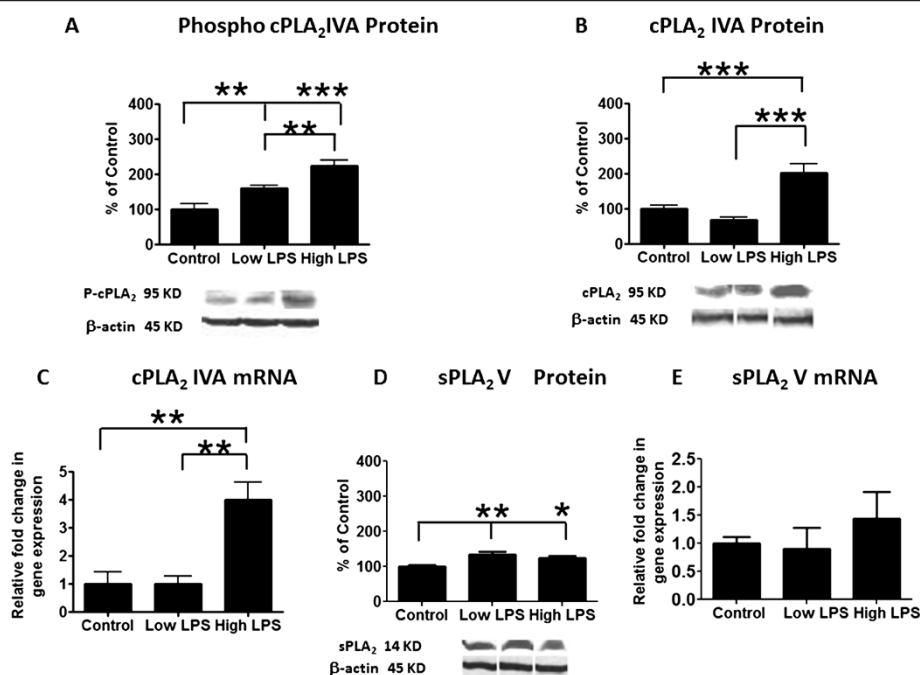 A Phospho cPLA₂IVA Protein
** ***
**
% of Control
400
300
200
100
0
Control Low LPS High LPS
P-cPLA₂ 95 KD
β-actin 45 KD
B cPLA₂ IVA Protein
***
***
% of Control
400
300
200
100
0
Control Low LPS High LPS
cPLA₂ 95 KD
β-actin 45 KD
C cPLA₂ IVA mRNA
**
**
Relative fold change in
gene expression
5
4
3
2
1
0
Control Low LPS High LPS
D sPLA₂ V Protein
** *
% of Control
400
300
200
100
0
Control Low LPS High LPS
sPLA₂ 14 KD
β-actin 45 KD
E sPLA₂ V mRNA
Relative fold change in
gene expression
2.5
2.0
1.5
1.0
0.5
0.0
Control Low LPS High LPS